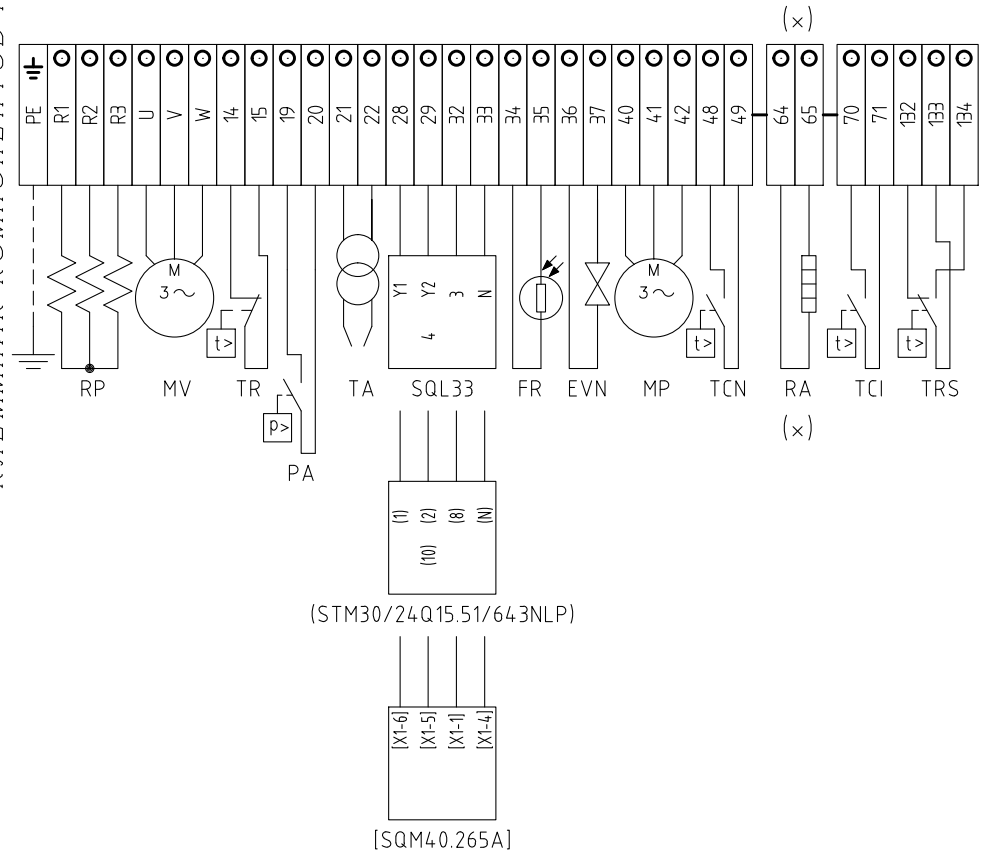 (x)
PE R1 R2 R3 U V W 14 15 19 20 21 22 28 29 32 33 34 35 36 37 40 41 42 48 49 64 65 70 71 132 133 134
M
3~
t>
Y1 Y2 3 N
4
M
3~
t>
t>
t>
RP MV TR TA SQL33 FR EVN MP TCN RA TCI TRS
p>
(x)
PA
(1) (2) (8) (N)
(10)
(STM30/24Q15.51/643NLP)
[X1-6] [X1-5] [X1-1] [X1-4]
[SQM40.265A]